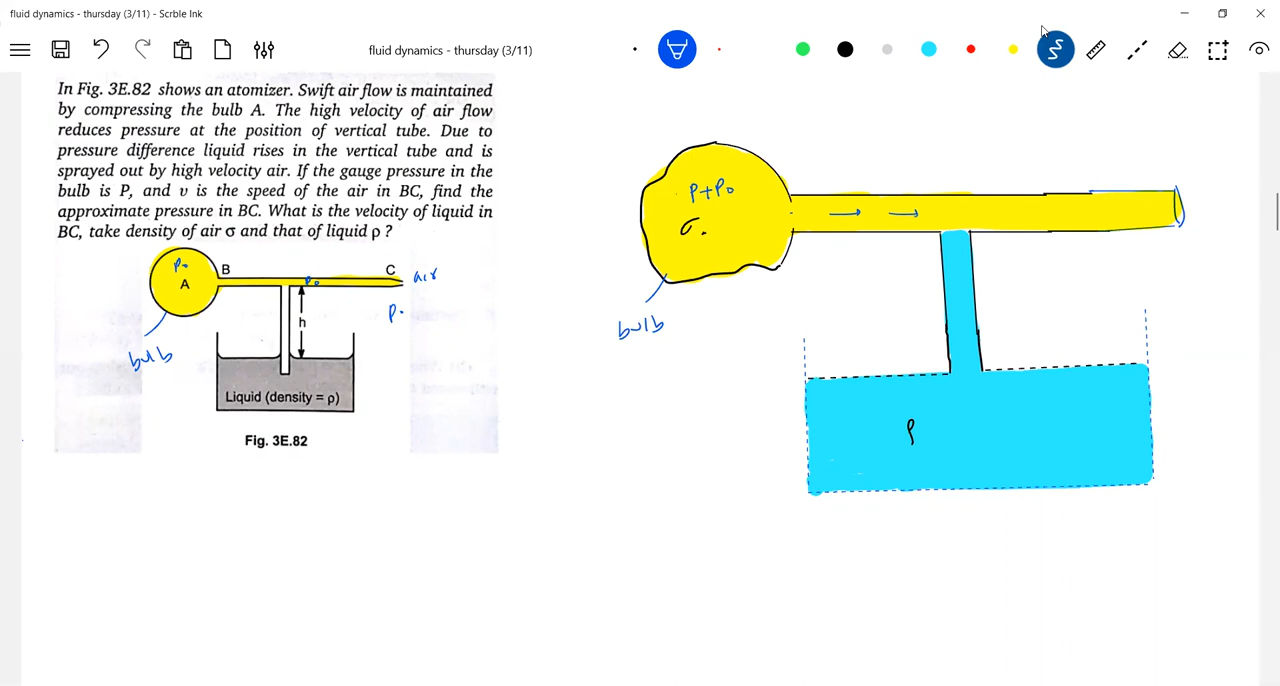 fluid dynamics - thursday (3/11) - Scrble Ink
fluid dynamics - thursday (3/11)
In Fig. 3E.82 shows an atomizer. Swift air flow is maintained
by compressing the bulb A. The high velocity of air flow
reduces pressure at the position of vertical tube. Due to
pressure difference liquid rises in the vertical tube and is
sprayed out by high velocity air. If the gauge pressure in the
bulb is P, and v is the speed of the air in BC, find the
approximate pressure in BC. What is the velocity of liquid in
BC, take density of air σ and that of liquid ρ ?
P₀
A
B
P₀
C
air
P.
h
bulb
Liquid (density = ρ)
Fig. 3E.82
P+P₀
σ.
bulb
ρ